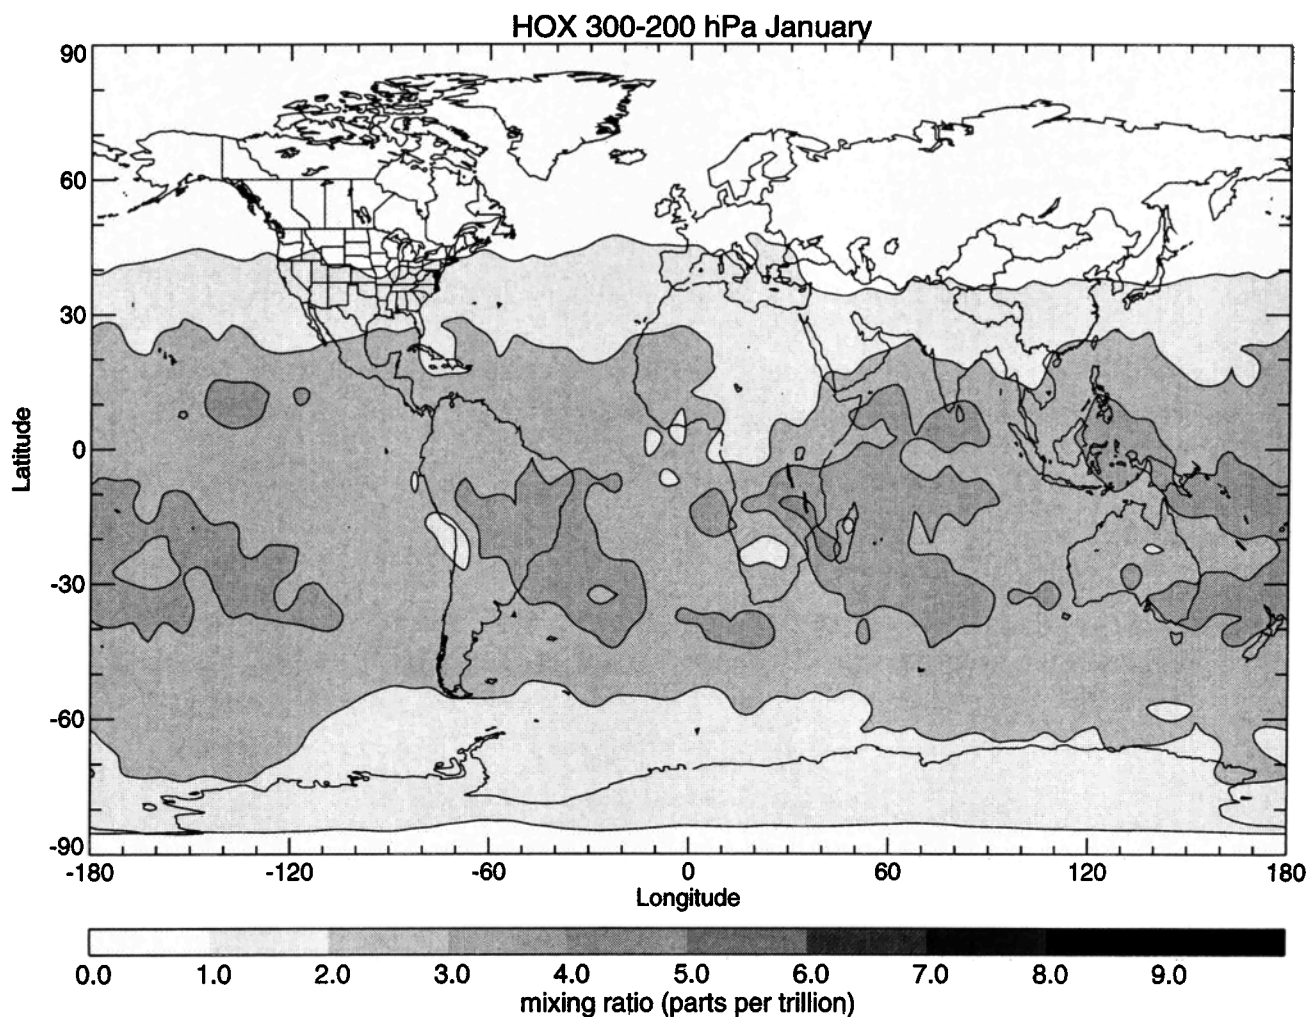 HOX 300-200 hPa January
90
60
30
0
-30
-60
-90
Latitude
-180 -120 -60 0 60 120 180
Longitude
0.0 1.0 2.0 3.0 4.0 5.0 6.0 7.0 8.0 9.0
mixing ratio (parts per trillion)